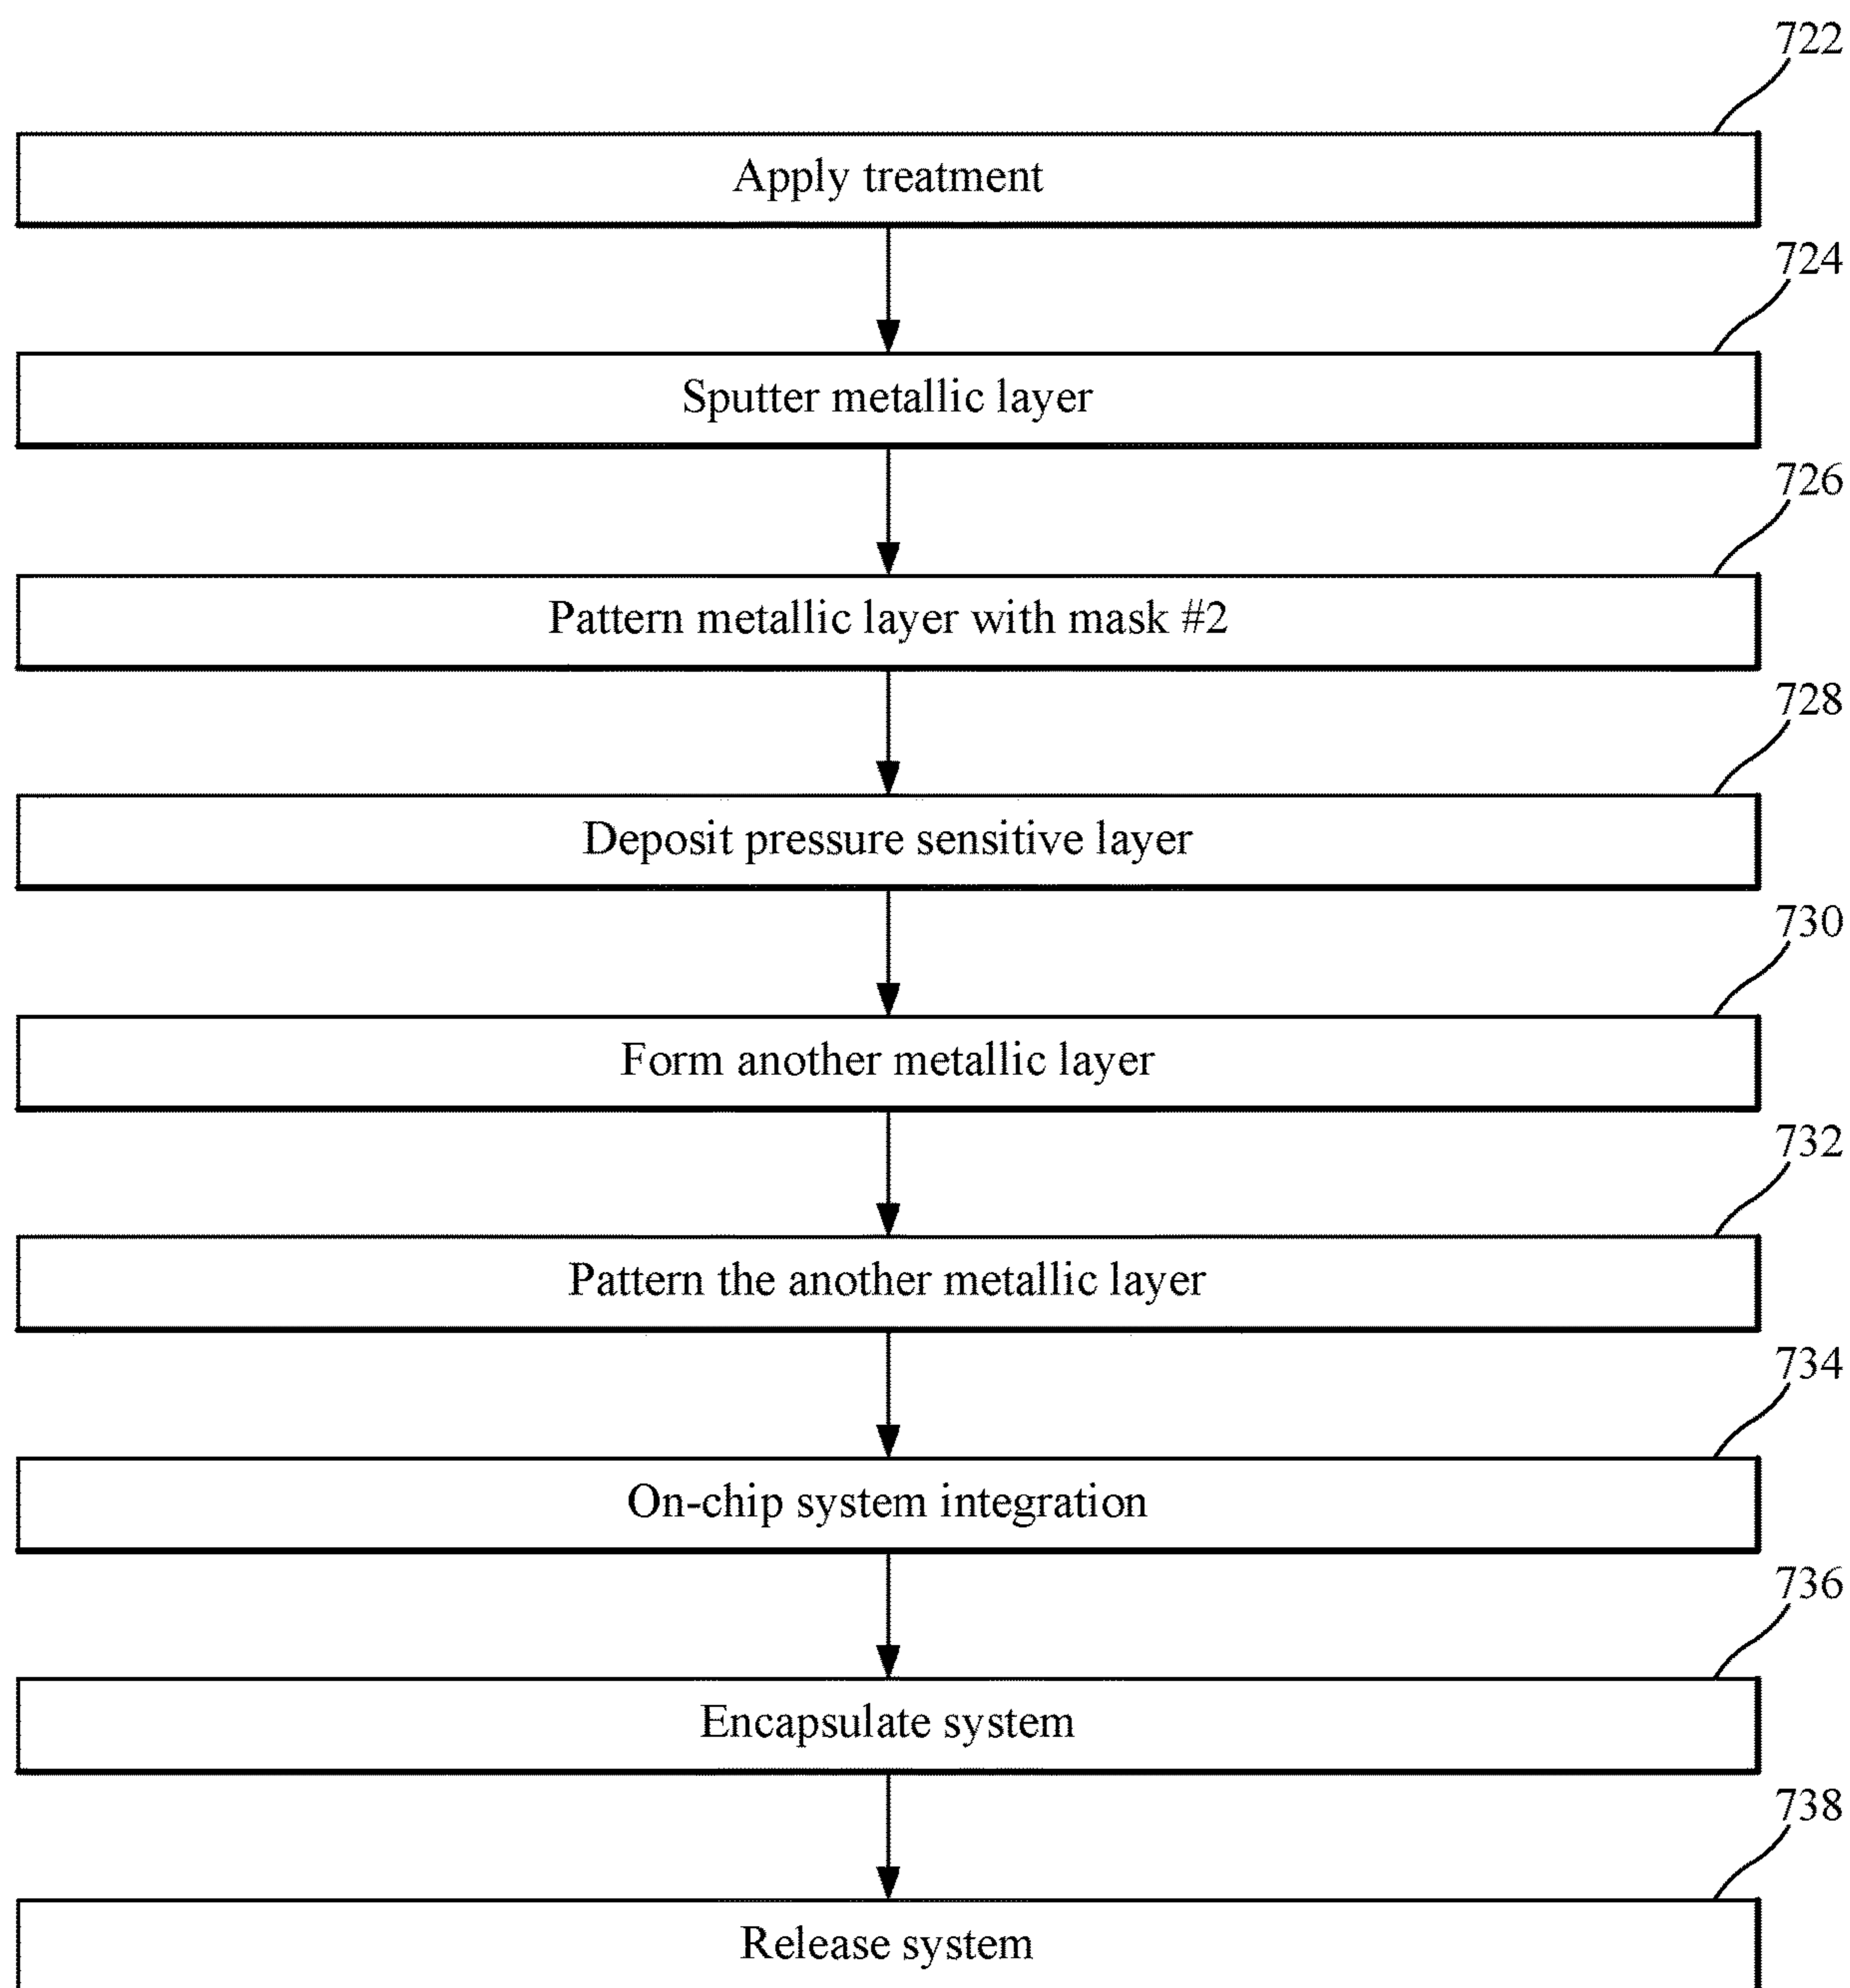 722
Apply treatment
724
Sputter metallic layer
726
Pattern metallic layer with mask #2
728
Deposit pressure sensitive layer
730
Form another metallic layer
732
Pattern the another metallic layer
734
On-chip system integration
736
Encapsulate system
738
Release system